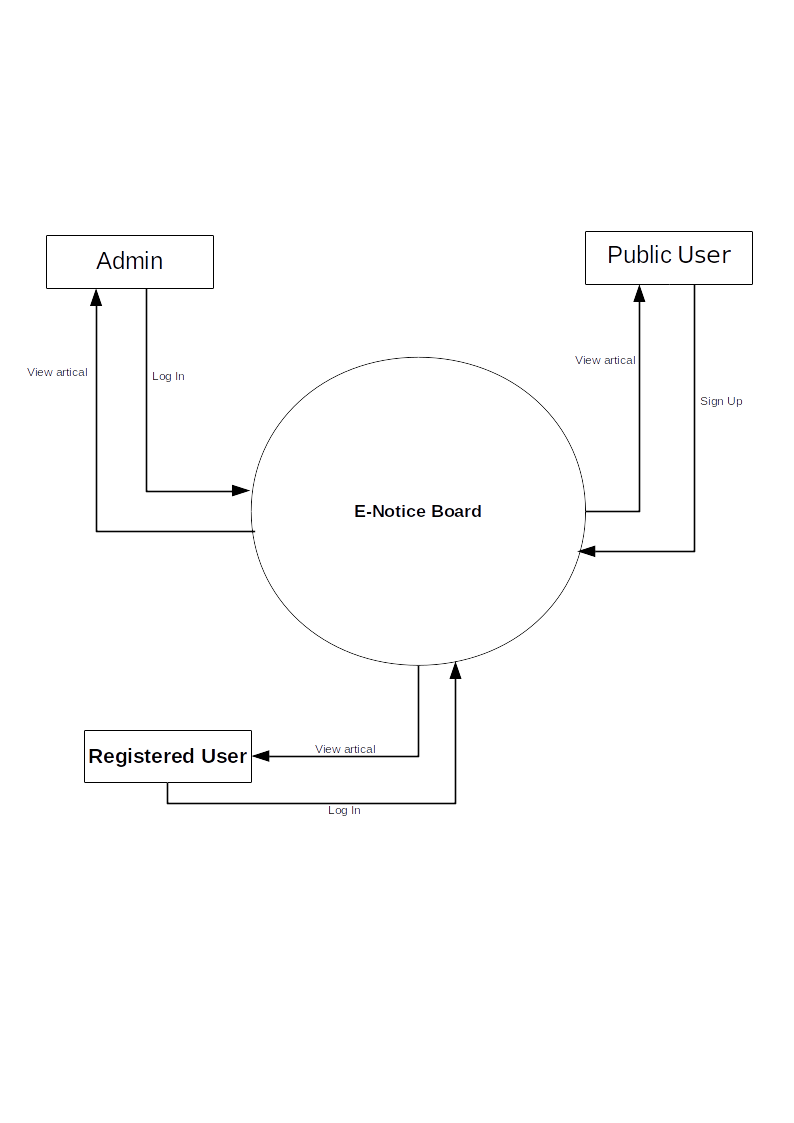 Admin
Public User
View artical
Log In
View artical
Sign Up
E-Notice Board
Registered User
View artical
Log In